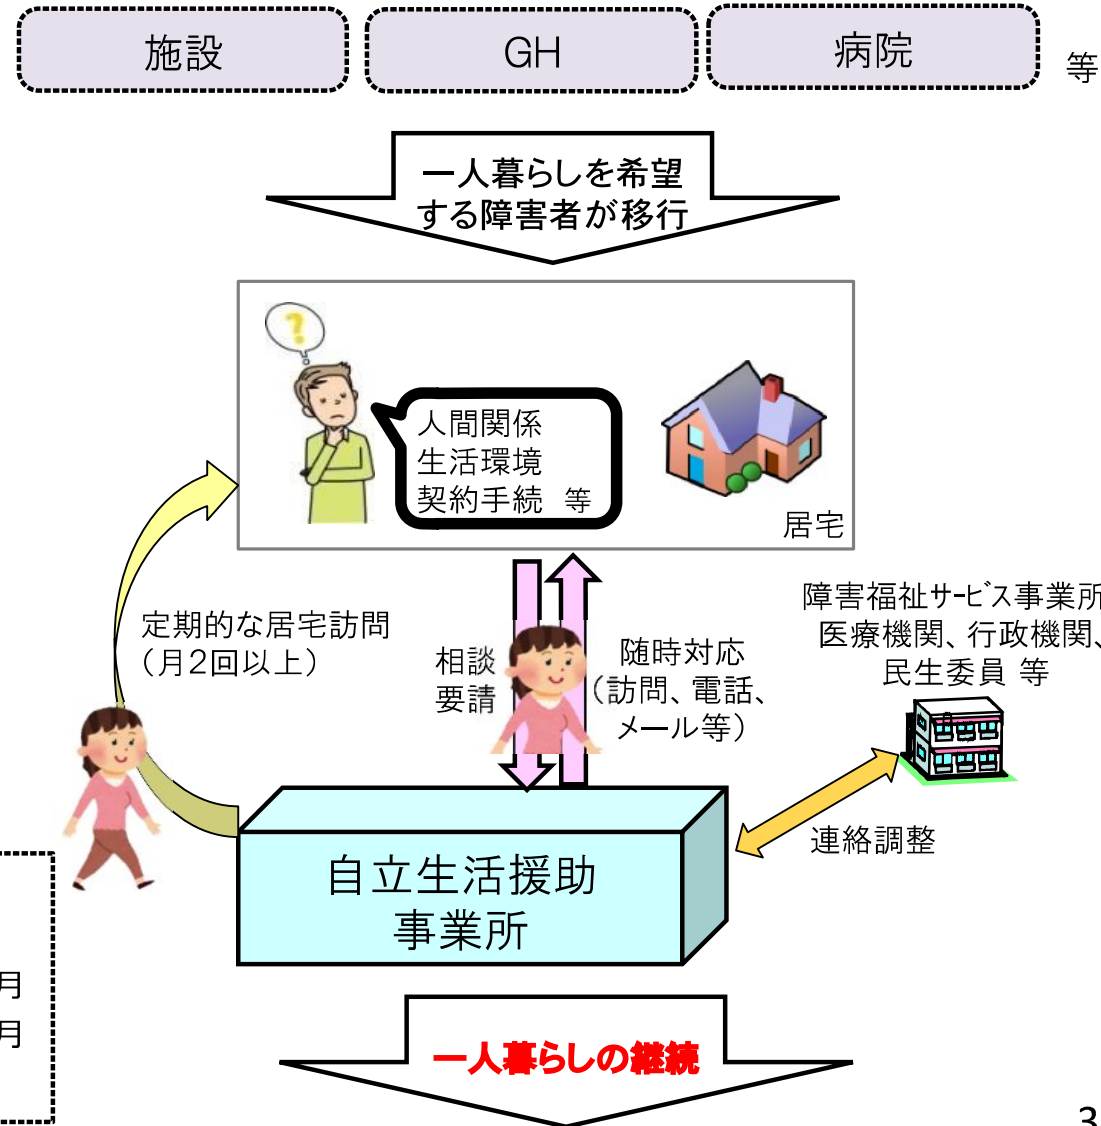 施設
GH
病院
等
一人暮らしを希望
する障害者が移行
?
人間関係
生活環境
契約手続 等
居宅
定期的な居宅訪問
(月2回以上)
相談
要請
随時対応
(訪問、電話、
メール等)
障害福祉サービス事業所
医療機関、行政機関、
民生委員 等
連絡調整
自立生活援助
事業所
月
月
一人暮らしの継続
3